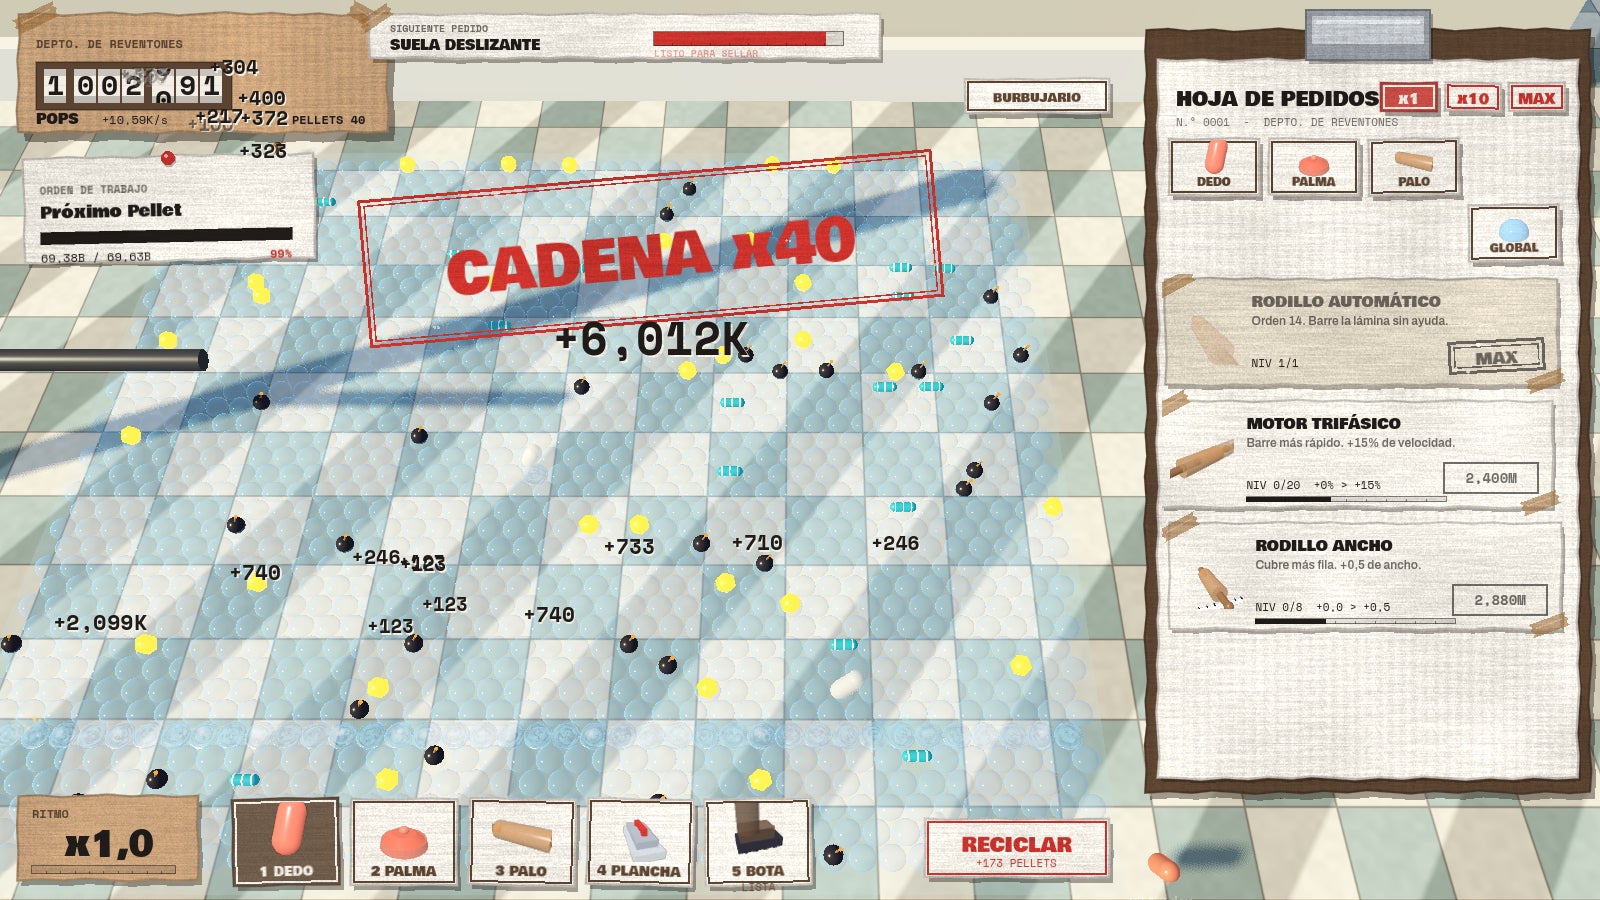 DEPTO. DE REVENTONES
+304
+400
POPS
+10,59K/s
+217
+372
PELLETS 40
+323
SIGUIENTE PEDIDO
SUELA DESLIZANTE
LISTO PARA SELLAR
BURBUJARIO
ORDEN DE TRABAJO
Próximo Pellet
69,38B / 69,63B
99%
CADENA x40
+6,012K
+733
+710
+246
+246
+123
+740
+123
+740
+2,099K
+123
HOJA DE PEDIDOS
x1
x10
MAX
N.° 0001 - DEPTO. DE REVENTONES
DEDO
PALMA
PALO
GLOBAL
RODILLO AUTOMÁTICO
Orden 14. Barre la lámina sin ayuda.
NIV 1/1
MAX
MOTOR TRIFÁSICO
Barre más rápido. +15% de velocidad.
NIV 0/20 +0% > +15%
2,400M
RODILLO ANCHO
Cubre más fila. +0,5 de ancho.
NIV 0/8 +0.0 > +0.5
2,880M
RITMO
x1,0
1 DEDO
2 PALMA
3 PALO
4 PLANCHA
5 BOTA
LISTA
RECICLAR
+173 PELLETS